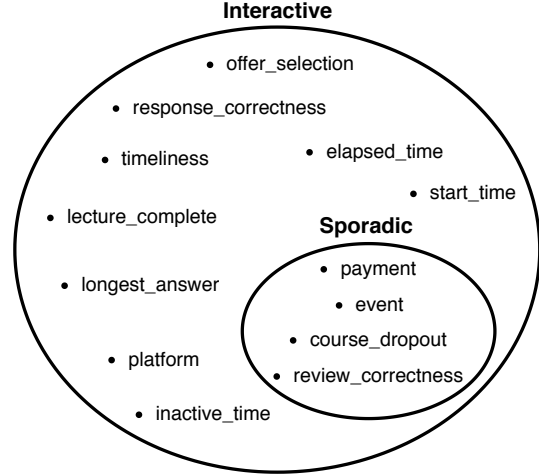 Interactive
offer_selection
response_correctness
elapsed_time
timeliness
start_time
lecture_complete
Sporadic
payment
longest_answer
event
course_dropout
platform
review_correctness
inactive_time